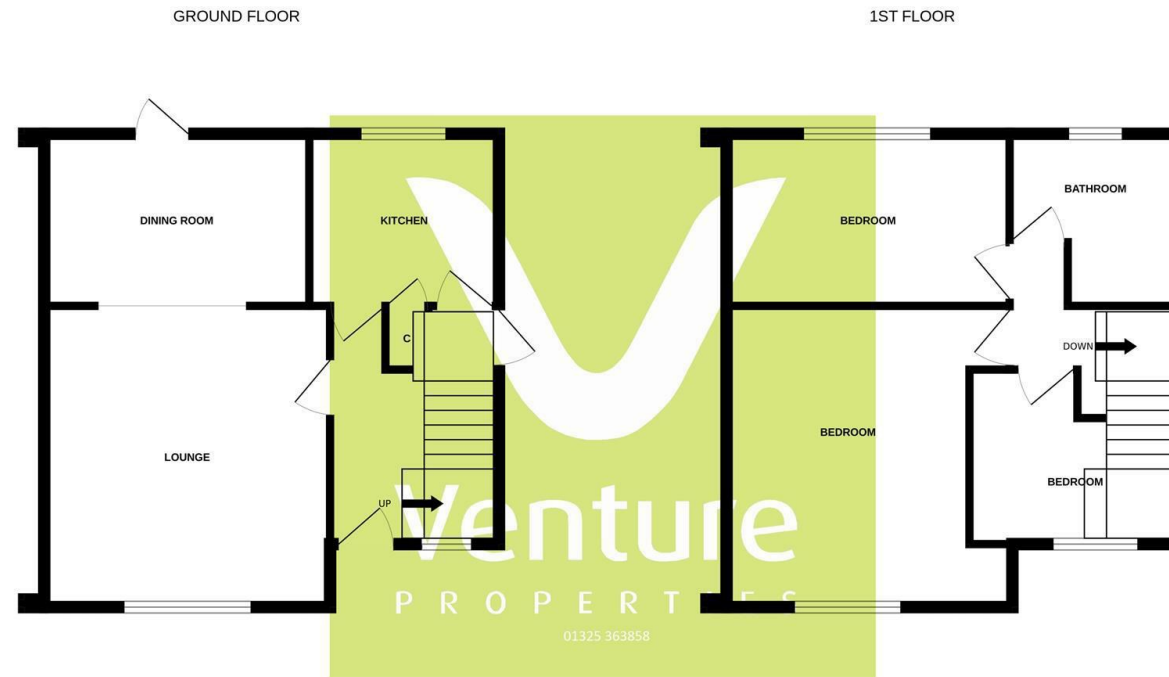 GROUND FLOOR
1ST FLOOR
DINING ROOM
KITCHEN
BEDROOM
BATHROOM
C
DOWN
BEDROOM
LOUNGE
BEDROOM
UP
Venture
PROPERTIES
01325 363858